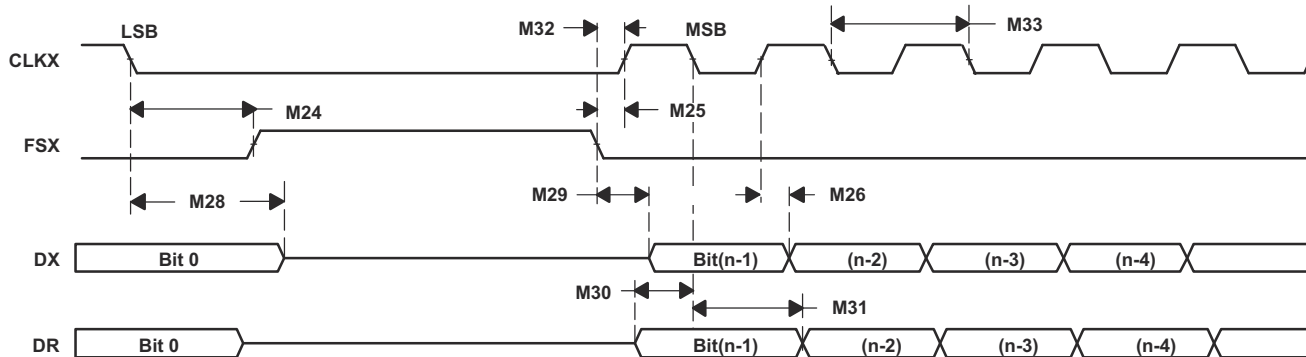 LSB
M32
MSB
M33
CLKX
M24
M25
FSX
M28
M29
M26
DX
Bit 0
Bit(n-1)
(n-2)
(n-3)
(n-4)
M30
M31
DR
Bit 0
Bit(n-1)
(n-2)
(n-3)
(n-4)